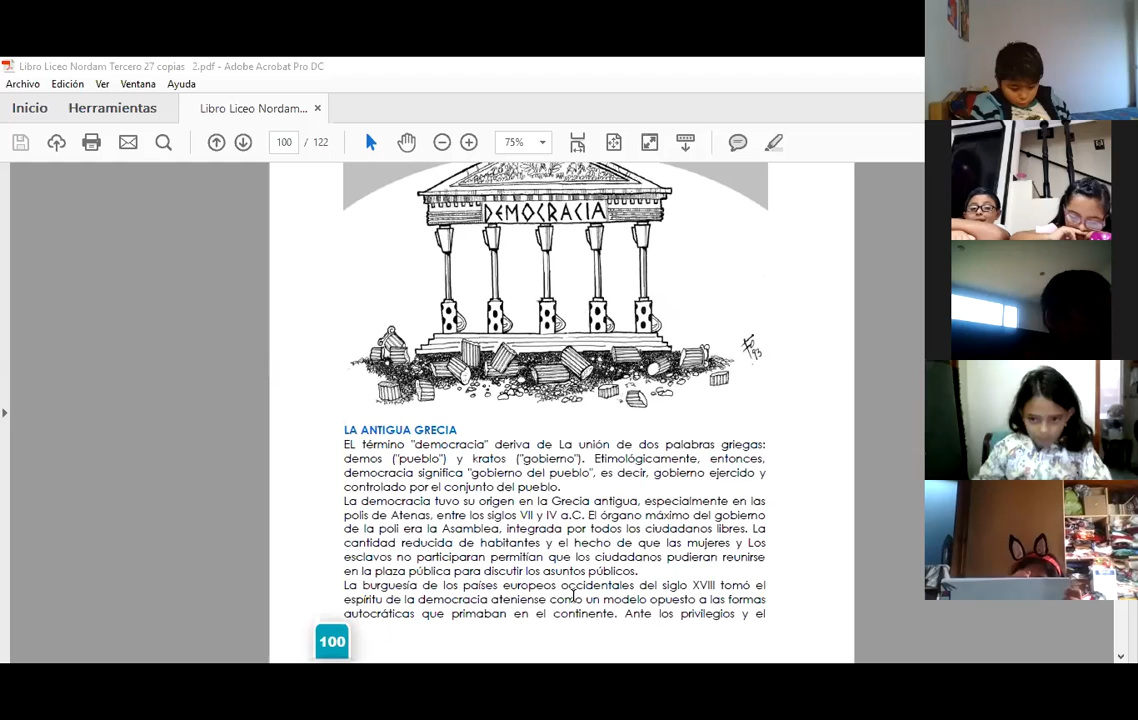 Libro Liceo Nordam Tercero 27 copias 2.pdf - Adobe Acrobat Pro DC
Archivo Edición Ver Ventana Ayuda
Inicio Herramientas Libro Liceo Nordam... ×
100 / 122 75%
DEMOCRACIA
93
LA ANTIGUA GRECIA
EL término "democracia" deriva de La unión de dos palabras griegas:
demos ("pueblo") y kratos ("gobierno"). Etimológicamente, entonces,
democracia significa "gobierno del pueblo", es decir, gobierno ejercido y
controlado por el conjunto del pueblo.
La democracia tuvo su origen en la Grecia antigua, especialmente en las
polis de Atenas, entre los siglos VII y IV a.C. El órgano máximo del gobierno
de la poli era la Asamblea, integrada por todos los ciudadanos libres. La
cantidad reducida de habitantes y el hecho de que las mujeres y Los
esclavos no participaran permitían que los ciudadanos pudieran reunirse
en la plaza pública para discutir los asuntos públicos.
La burguesía de los países europeos occidentales del siglo XVIII tomó el
espíritu de la democracia ateniense como un modelo opuesto a las formas
autocráticas que primaban en el continente. Ante los privilegios y el
100